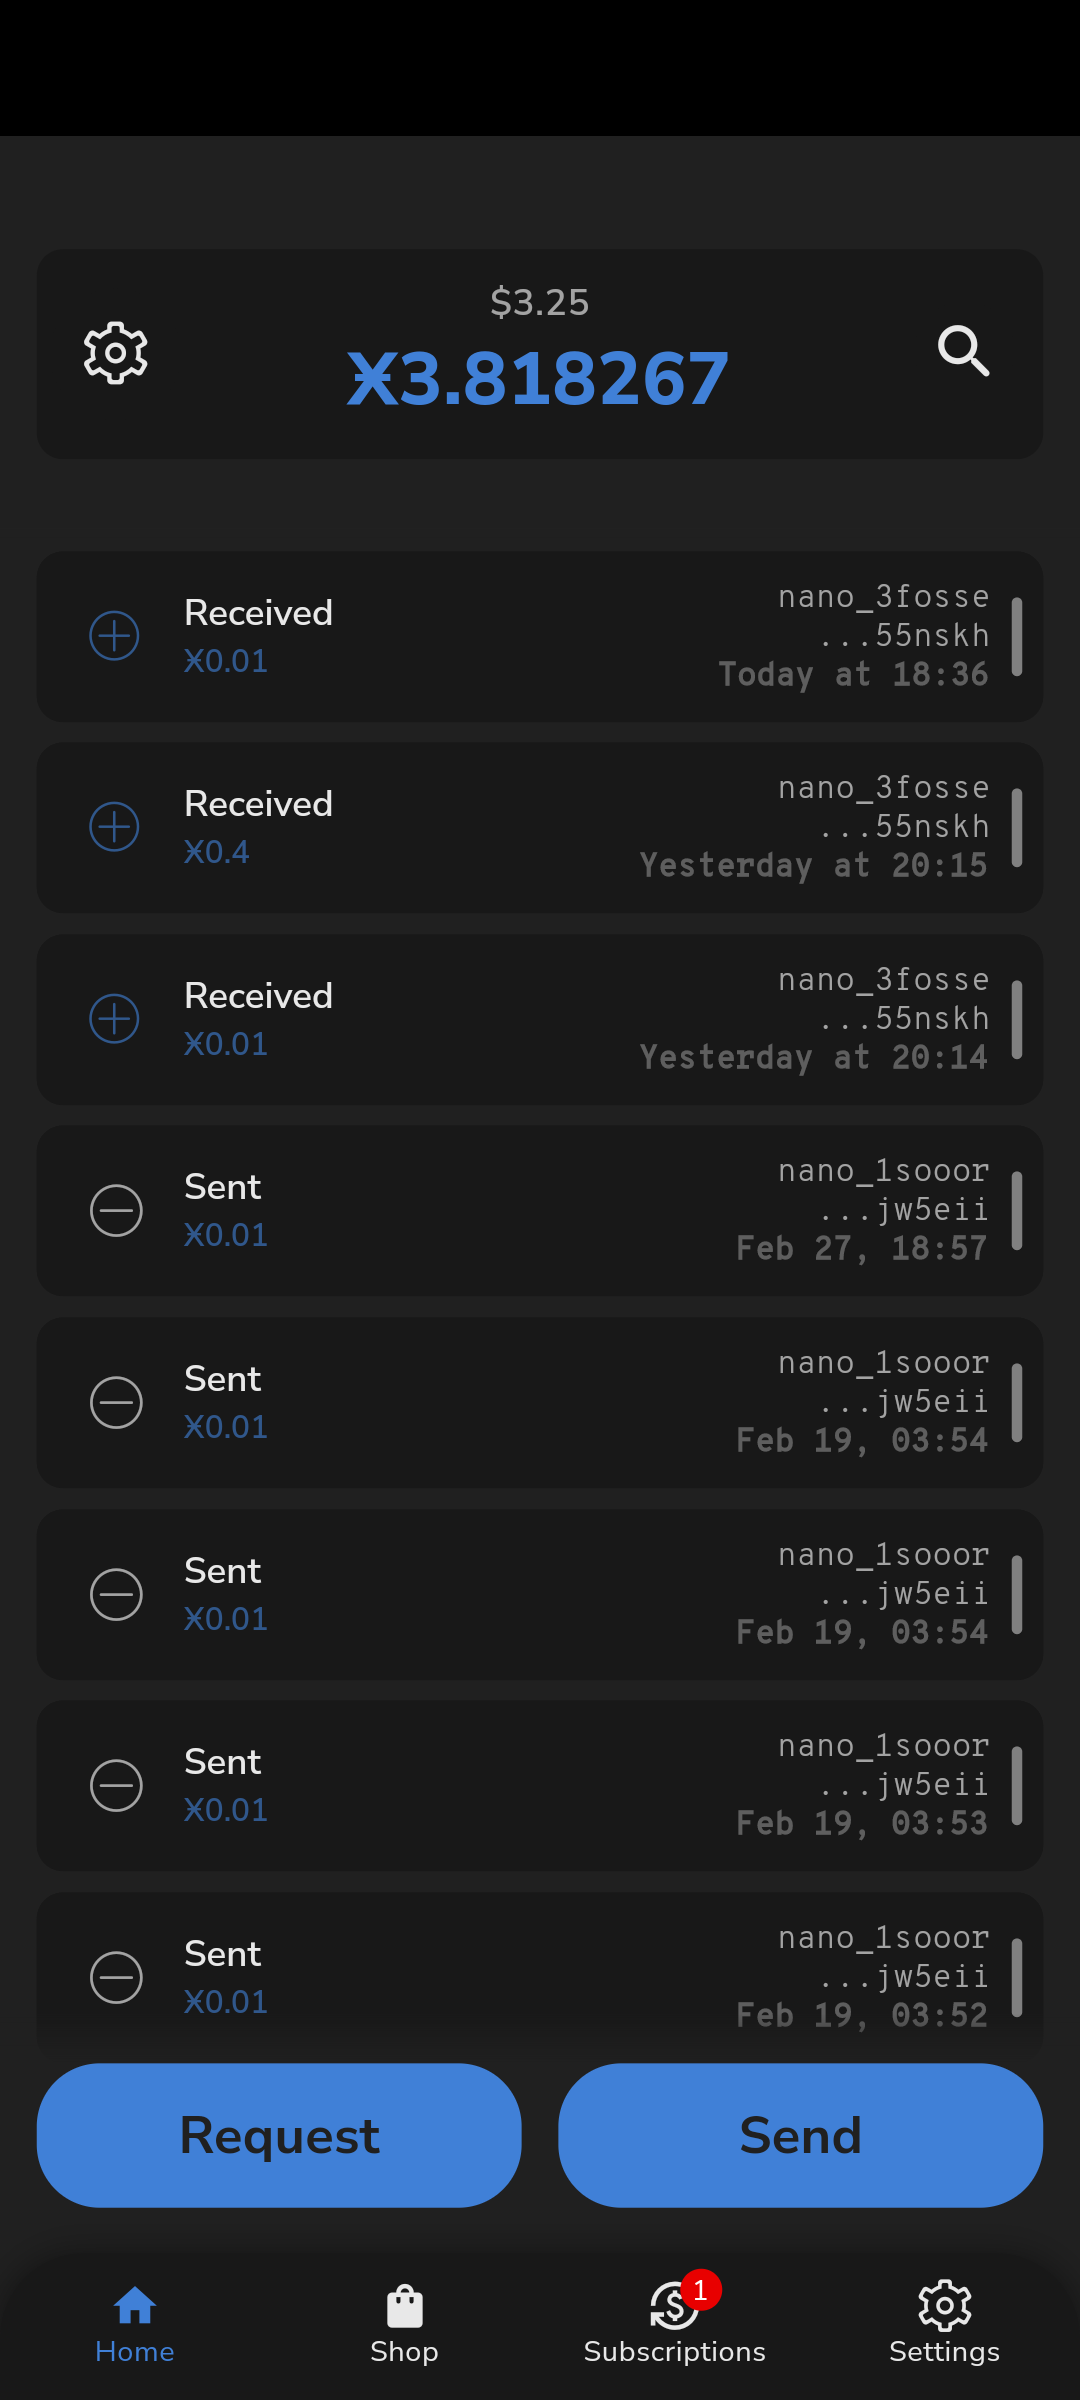 $3.25
Ӿ3.818267
Received
Ӿ0.01
nano_3fosse
...55nskh
Today at 18:36
Received
Ӿ0.4
nano_3fosse
...55nskh
Yesterday at 20:15
Received
Ӿ0.01
nano_3fosse
...55nskh
Yesterday at 20:14
Sent
Ӿ0.01
nano_1sooor
...jw5eii
Feb 27, 18:57
Sent
Ӿ0.01
nano_1sooor
...jw5eii
Feb 19, 03:54
Sent
Ӿ0.01
nano_1sooor
...jw5eii
Feb 19, 03:54
Sent
Ӿ0.01
nano_1sooor
...jw5eii
Feb 19, 03:53
Sent
Ӿ0.01
nano_1sooor
...jw5eii
Feb 19, 03:52
Request
Send
1
Home
Shop
Subscriptions
Settings